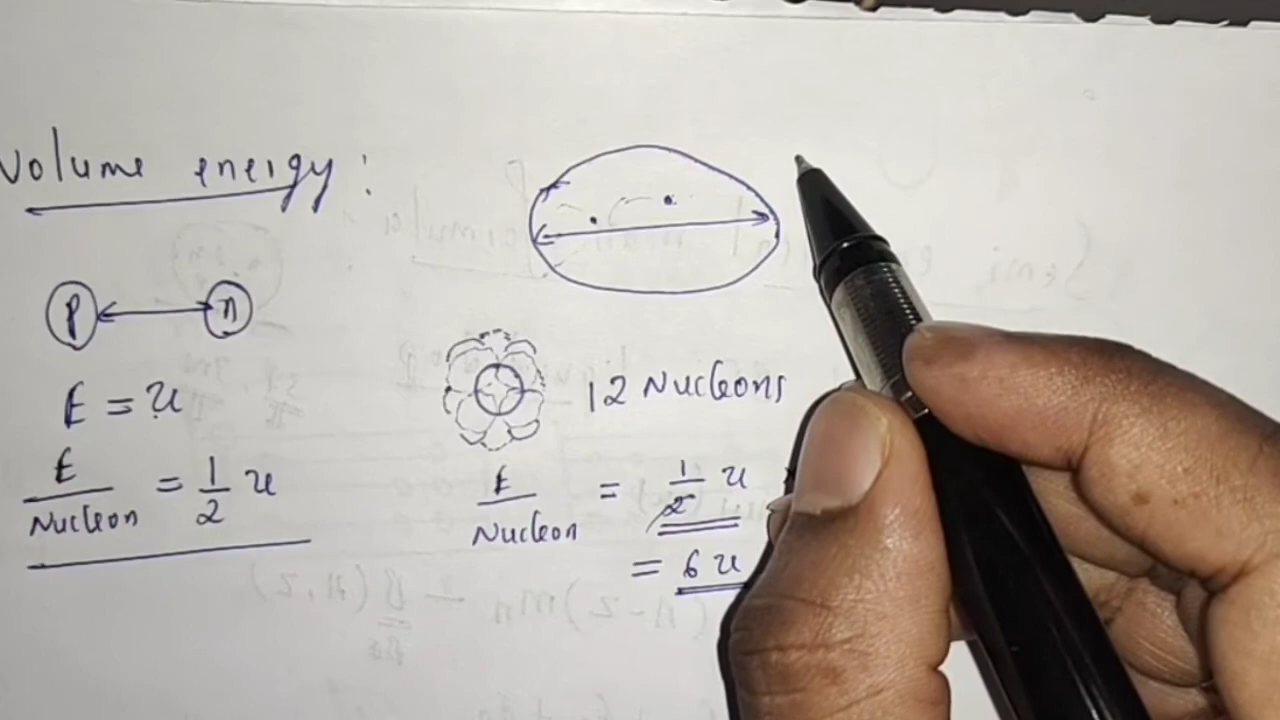 Volume energy:
p n
E = u
E / Nucleon = 1/2 u
12 Nucleons
E / Nucleon = 1/2 u
= 6 u